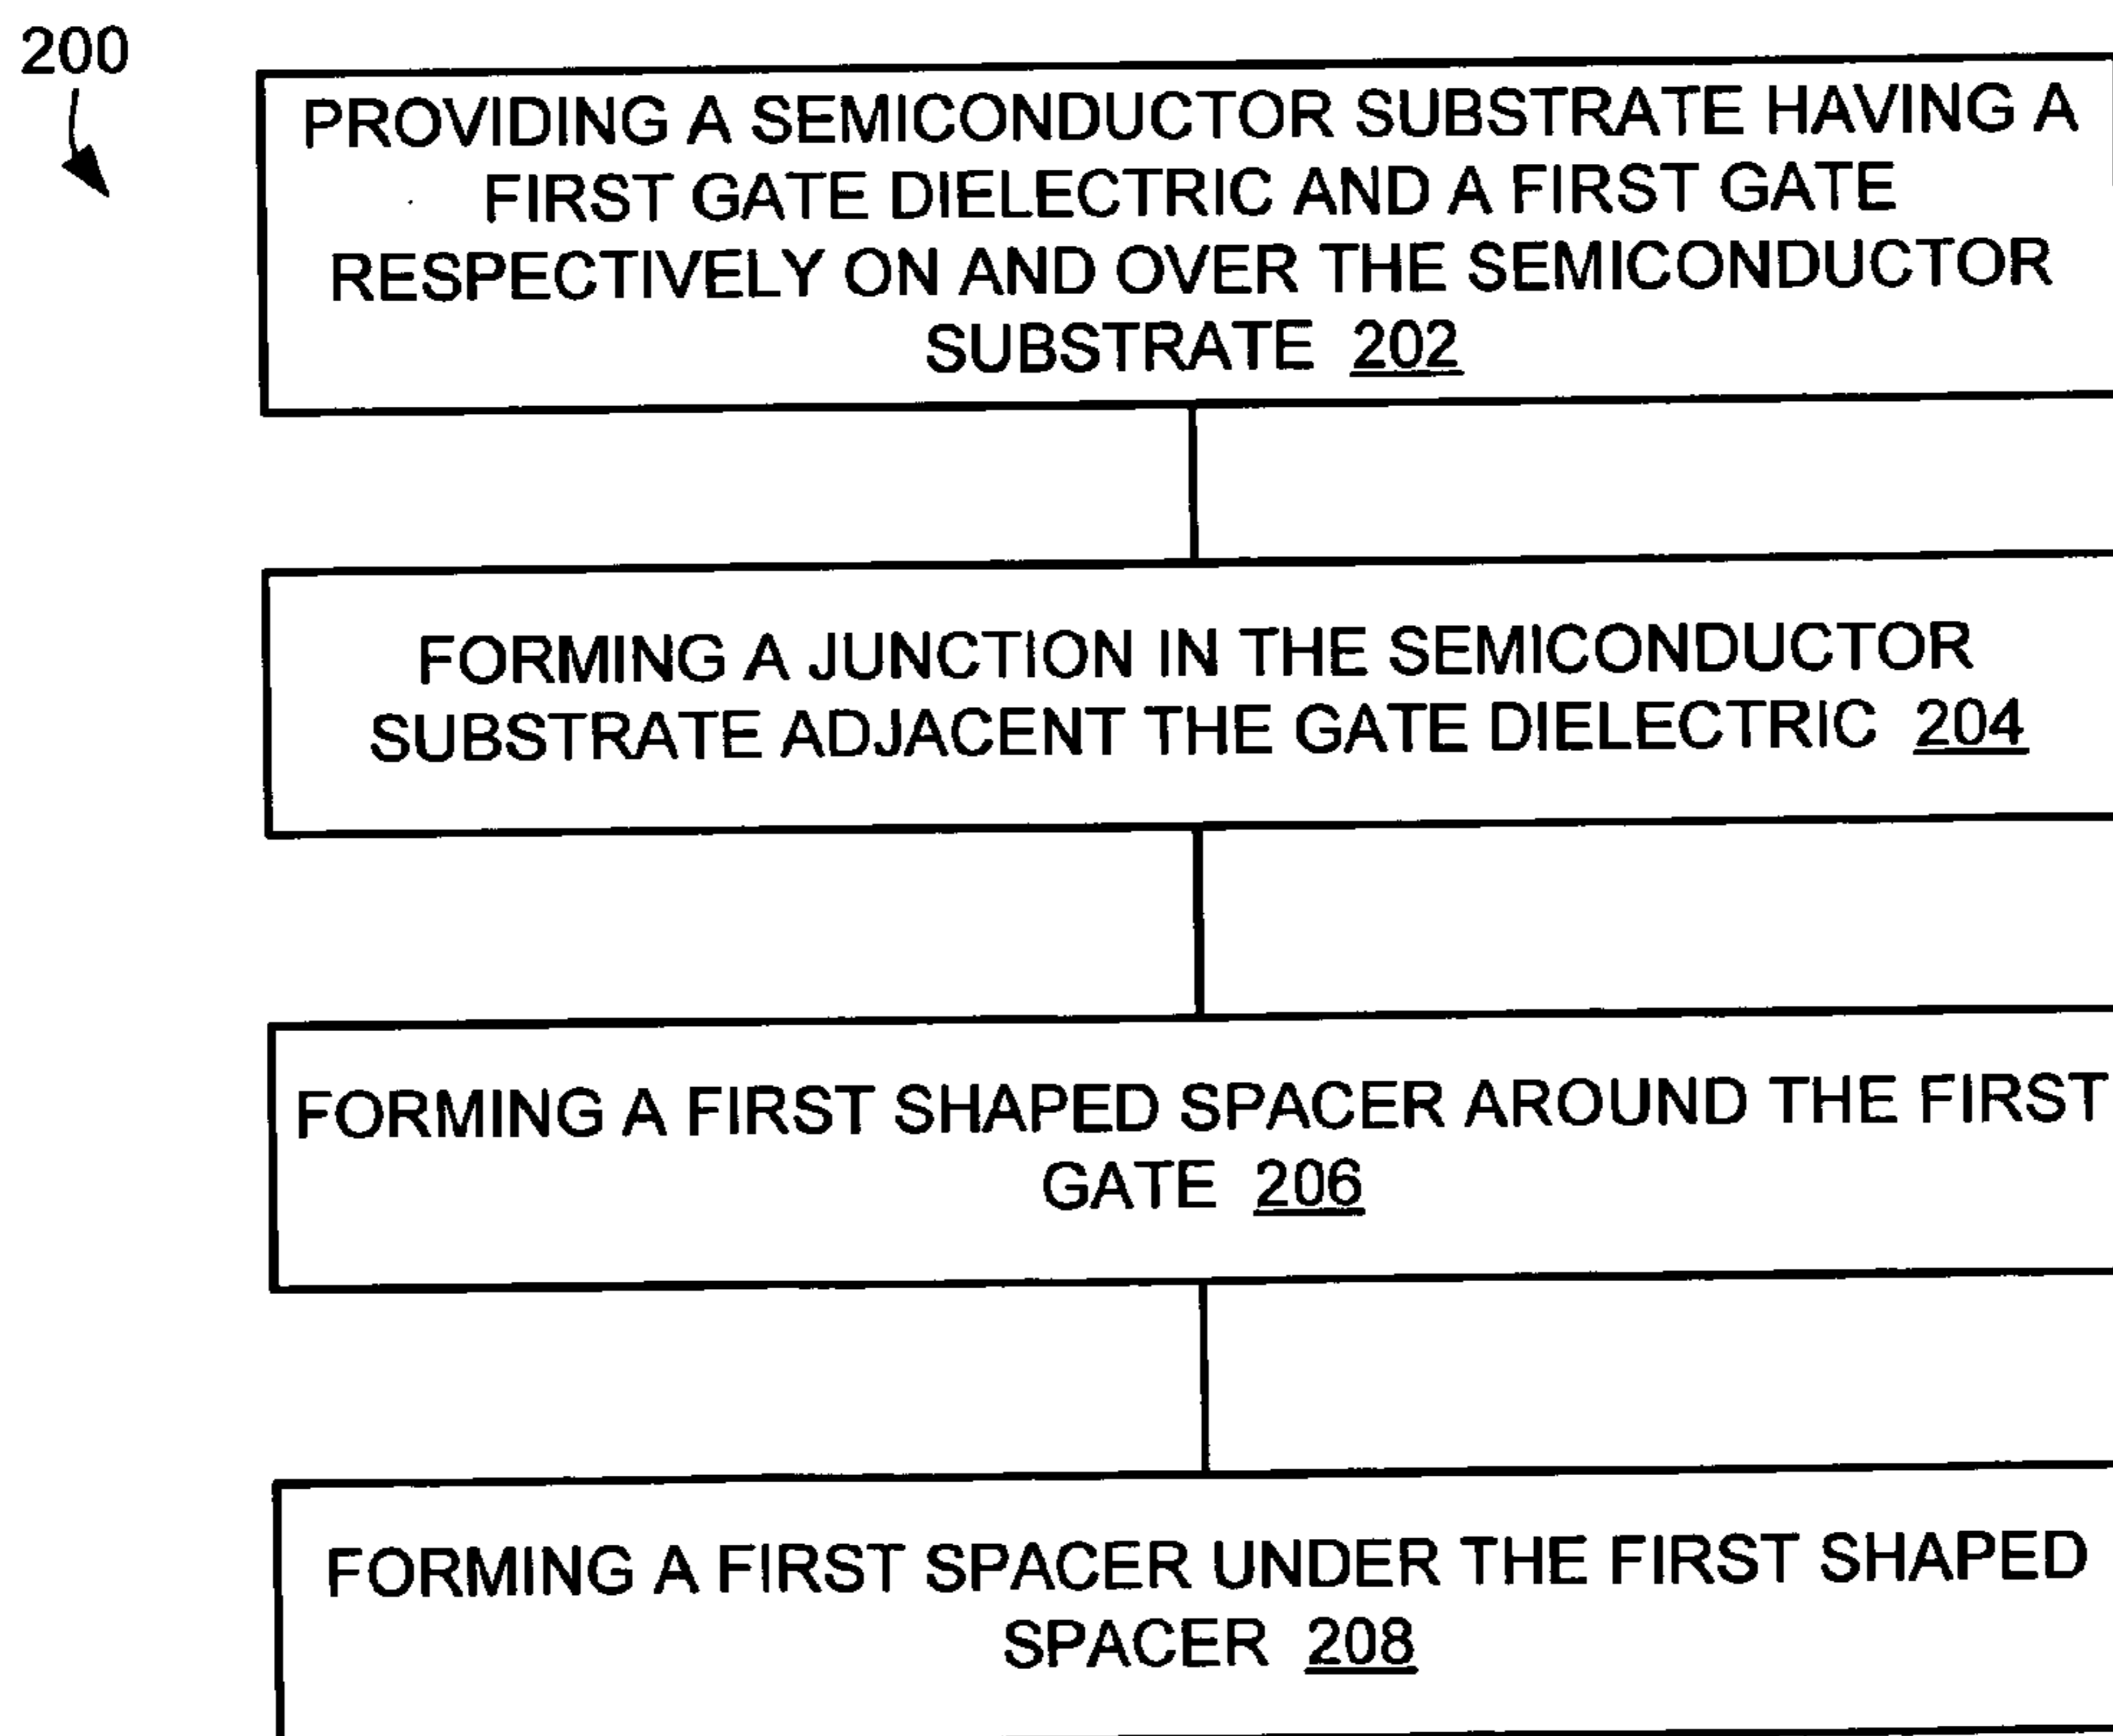 200
PROVIDING A SEMICONDUCTOR SUBSTRATE HAVING A
FIRST GATE DIELECTRIC AND A FIRST GATE
RESPECTIVELY ON AND OVER THE SEMICONDUCTOR
SUBSTRATE 202
FORMING A JUNCTION IN THE SEMICONDUCTOR
SUBSTRATE ADJACENT THE GATE DIELECTRIC 204
FORMING A FIRST SHAPED SPACER AROUND THE FIRST
GATE 206
FORMING A FIRST SPACER UNDER THE FIRST SHAPED
SPACER 208